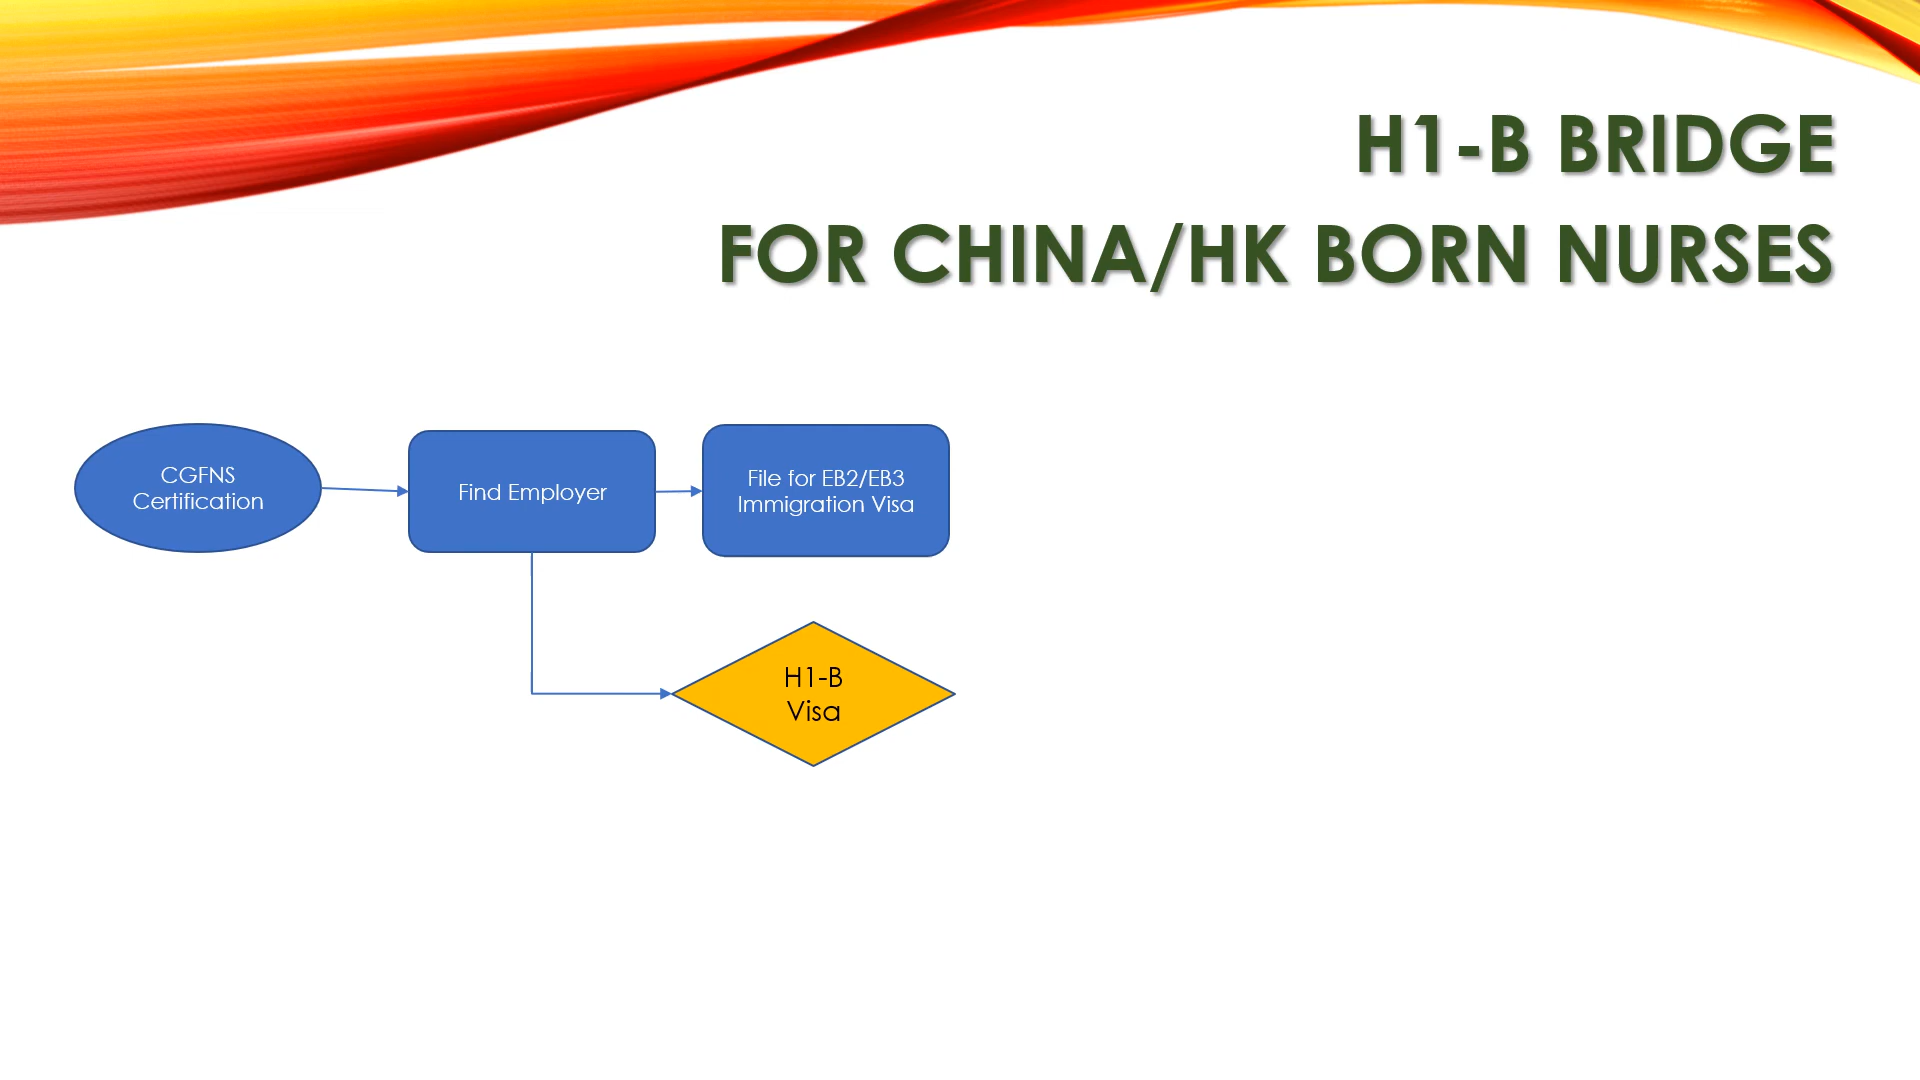 H1-B BRIDGE
FOR CHINA/HK BORN NURSES
CGFNS
Certification
Find Employer
File for EB2/EB3
Immigration Visa
H1-B
Visa